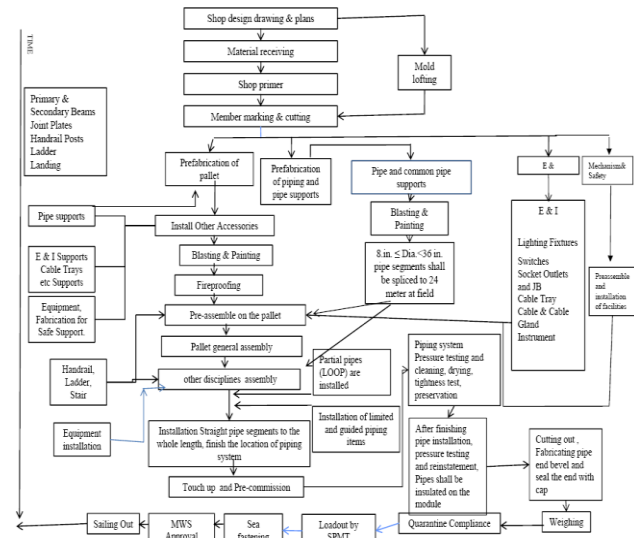 Shop design drawing & plans
TIME
Material receiving
Mold
lofting
Shop primer
Primary &
Secondary Beams
Joint Plates
Handrail Posts
Ladder
Landing
Member marking & cutting
Prefabrication of
pallet
Prefabrication
of piping and
pipe supports
Pipe and common pipe
supports
E &
Mechanism&
Safety
Pipe supports
Install Other Accessories
Blasting &
Painting
E & I
Lighting Fixtures
Switches
Socket Outlets
and JB
Cable Tray
Cable & Cable
Gland
Instrument
E & I Supports
Cable Trays
etc Supports
Blasting & Painting
8.in. ≤ Dia.<36 in.
pipe segments shall
be spliced to 24
meter at field
Fireproofing
Preassemble
and
installation
of facilities
Equipment,
Fabrication for
Safe Support.
Pre-assemble on the pallet
Pallet general assembly
Piping system
Pressure testing and
cleaning, drying,
tightness test,
preservation
Partial pipes
(LOOP) are
installed
Handrail,
Ladder,
Stair
other disciplines assembly
Installation of limited
and guided piping
items
Equipment
installation
Installation Straight pipe segments to the
whole length, finish the location of piping
system
After finishing
pipe installation,
pressure testing
and reinstatement,
Pipes shall be
insulated on the
module
Cutting out ,
Fabricating pipe
end bevel and
seal the end with
cap
Touch up and Pre-commission
Sailing Out
MWS
Approval
Sea
fastening
Loadout by
SPMT
Quarantine Compliance
Weighing